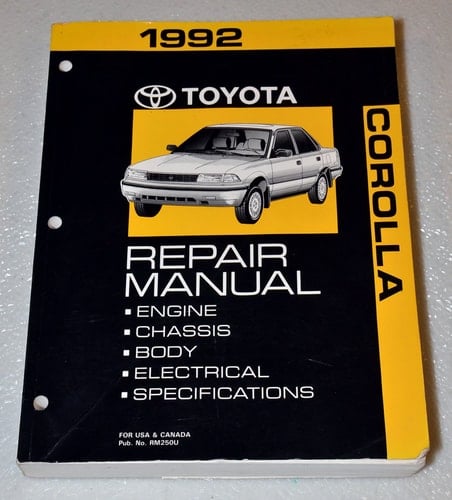 1992
TOYOTA
COROLLA
REPAIR
MANUAL
▪ ENGINE
▪ CHASSIS
▪ BODY
▪ ELECTRICAL
▪ SPECIFICATIONS
FOR USA & CANADA
Pub. No. RM250U